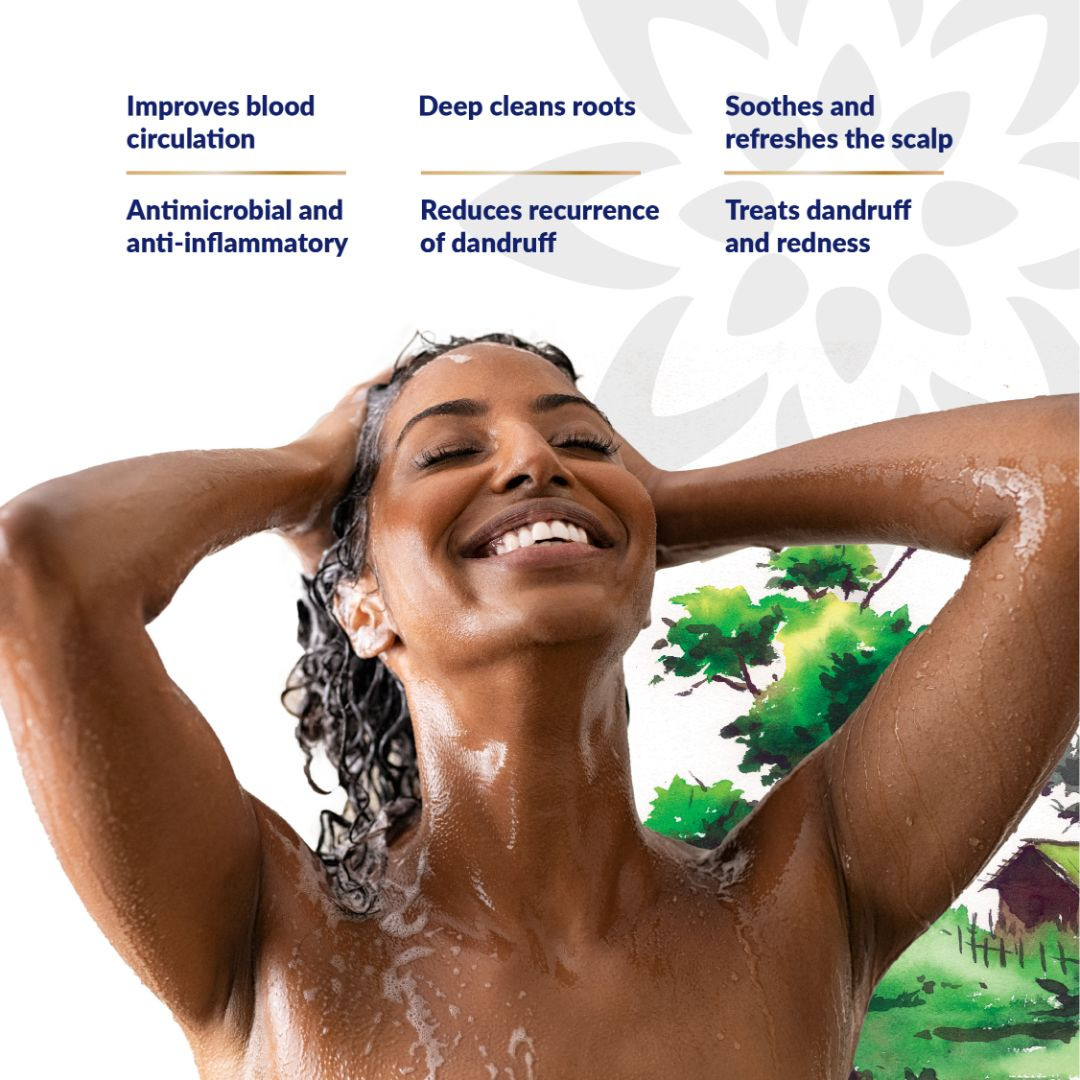 Improves blood
circulation
Deep cleans roots
Soothes and
refreshes the scalp
Antimicrobial and
anti-inflammatory
Reduces recurrence
of dandruff
Treats dandruff
and redness